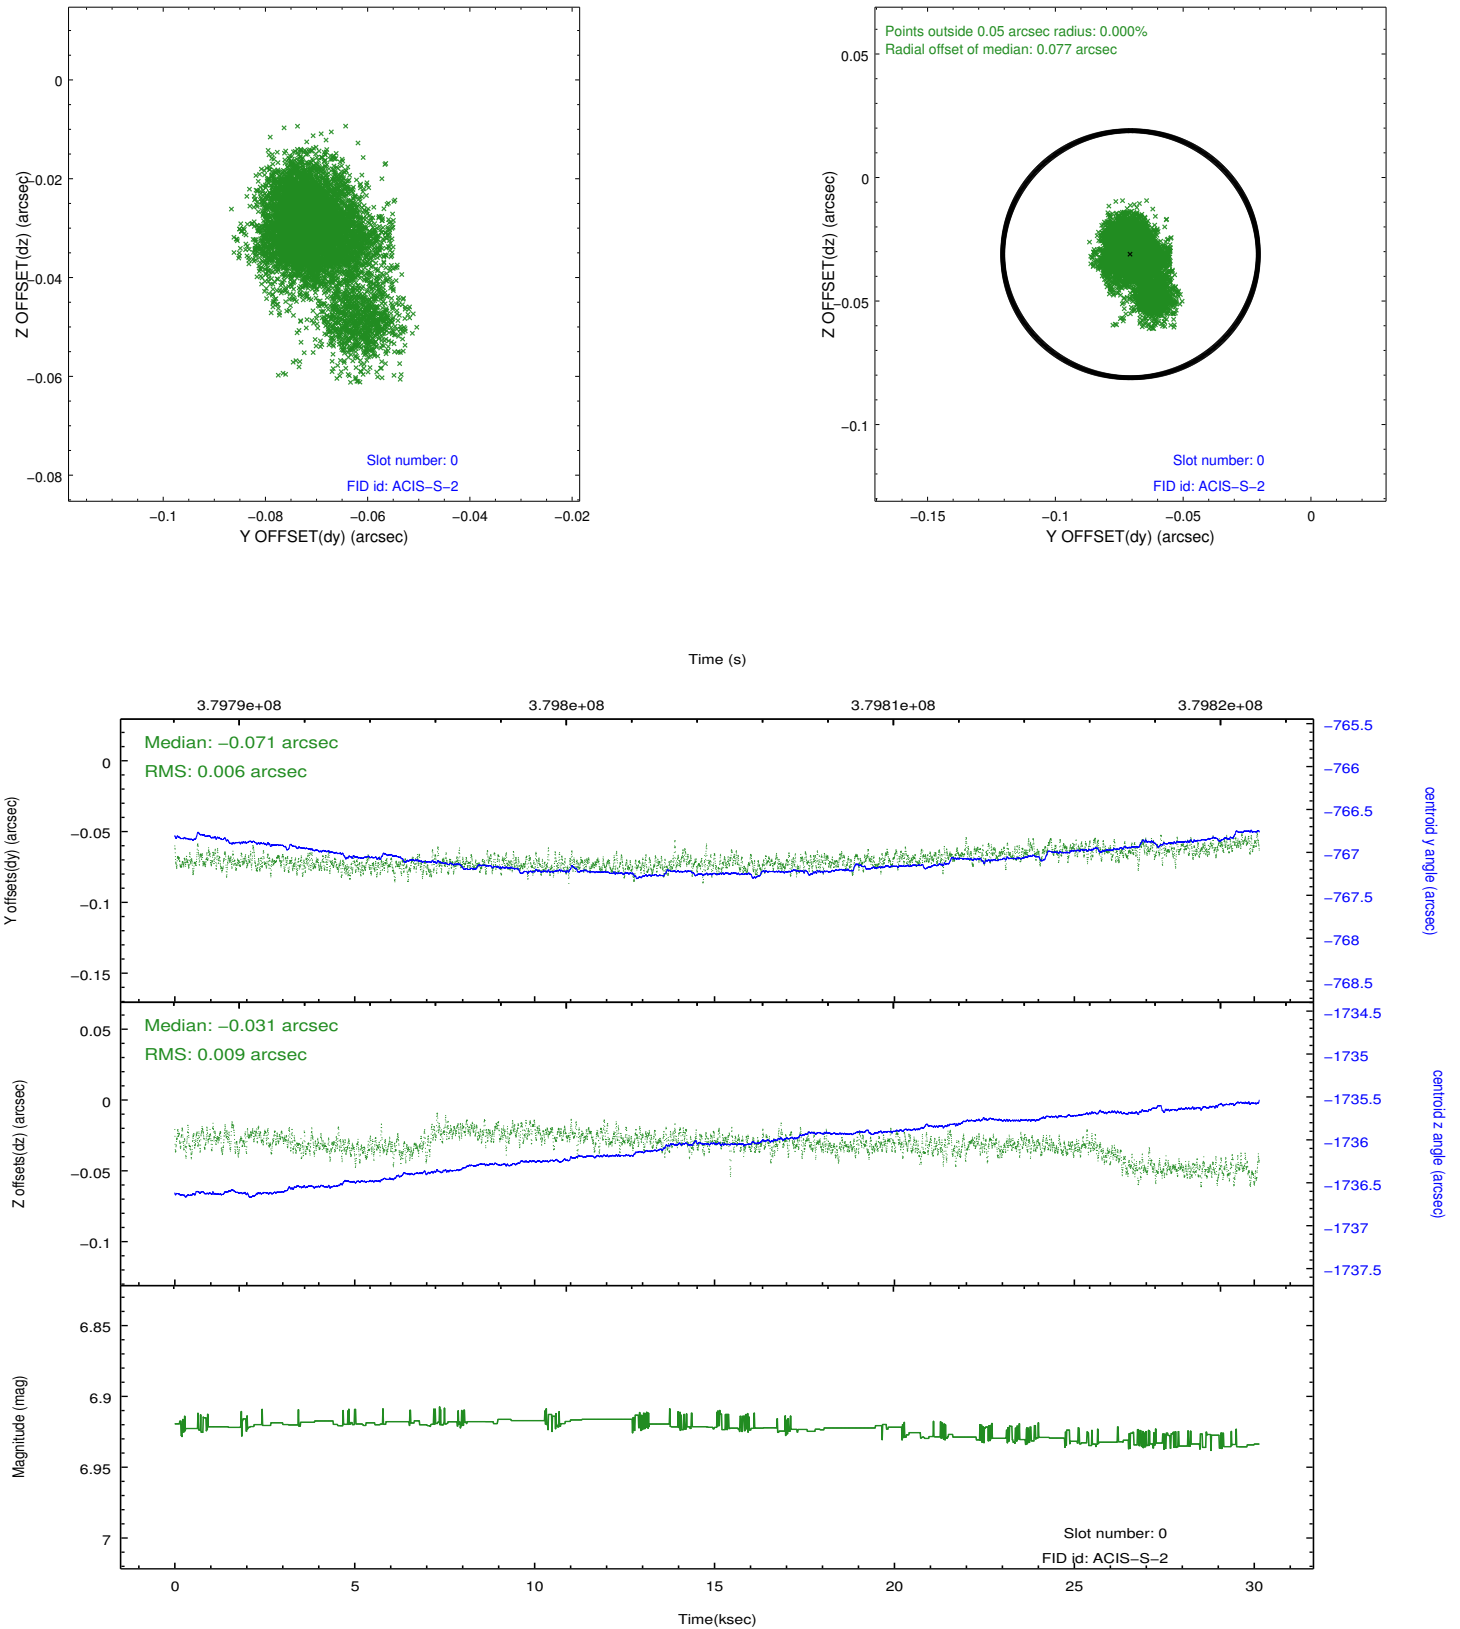 0
−0.02
−0.04
−0.06
−0.08
Z OFFSET(dz) (arcsec)
Slot number: 0
FID id: ACIS−S−2
−0.1
−0.08
−0.06
−0.04
−0.02
Y OFFSET(dy) (arcsec)
Points outside 0.05 arcsec radius: 0.000%
Radial offset of median: 0.077 arcsec
0.05
0
−0.05
−0.1
Z OFFSET(dz) (arcsec)
Slot number: 0
FID id: ACIS−S−2
−0.15
−0.1
−0.05
0
Y OFFSET(dy) (arcsec)
Time (s)
3.7979e+08
3.798e+08
3.7981e+08
3.7982e+08
Median: −0.071 arcsec
RMS: 0.006 arcsec
0
−0.05
−0.1
−0.15
Y offsets(dy) (arcsec)
−765.5
−766
−766.5
−767
−767.5
−768
−768.5
centroid y angle (arcsec)
Median: −0.031 arcsec
RMS: 0.009 arcsec
0.05
0
−0.05
−0.1
Z offsets(dz) (arcsec)
−1734.5
−1735
−1735.5
−1736
−1736.5
−1737
−1737.5
centroid z angle (arcsec)
6.85
6.9
6.95
7
Magnitude (mag)
Slot number: 0
FID id: ACIS−S−2
0
5
10
15
20
25
30
Time(ksec)